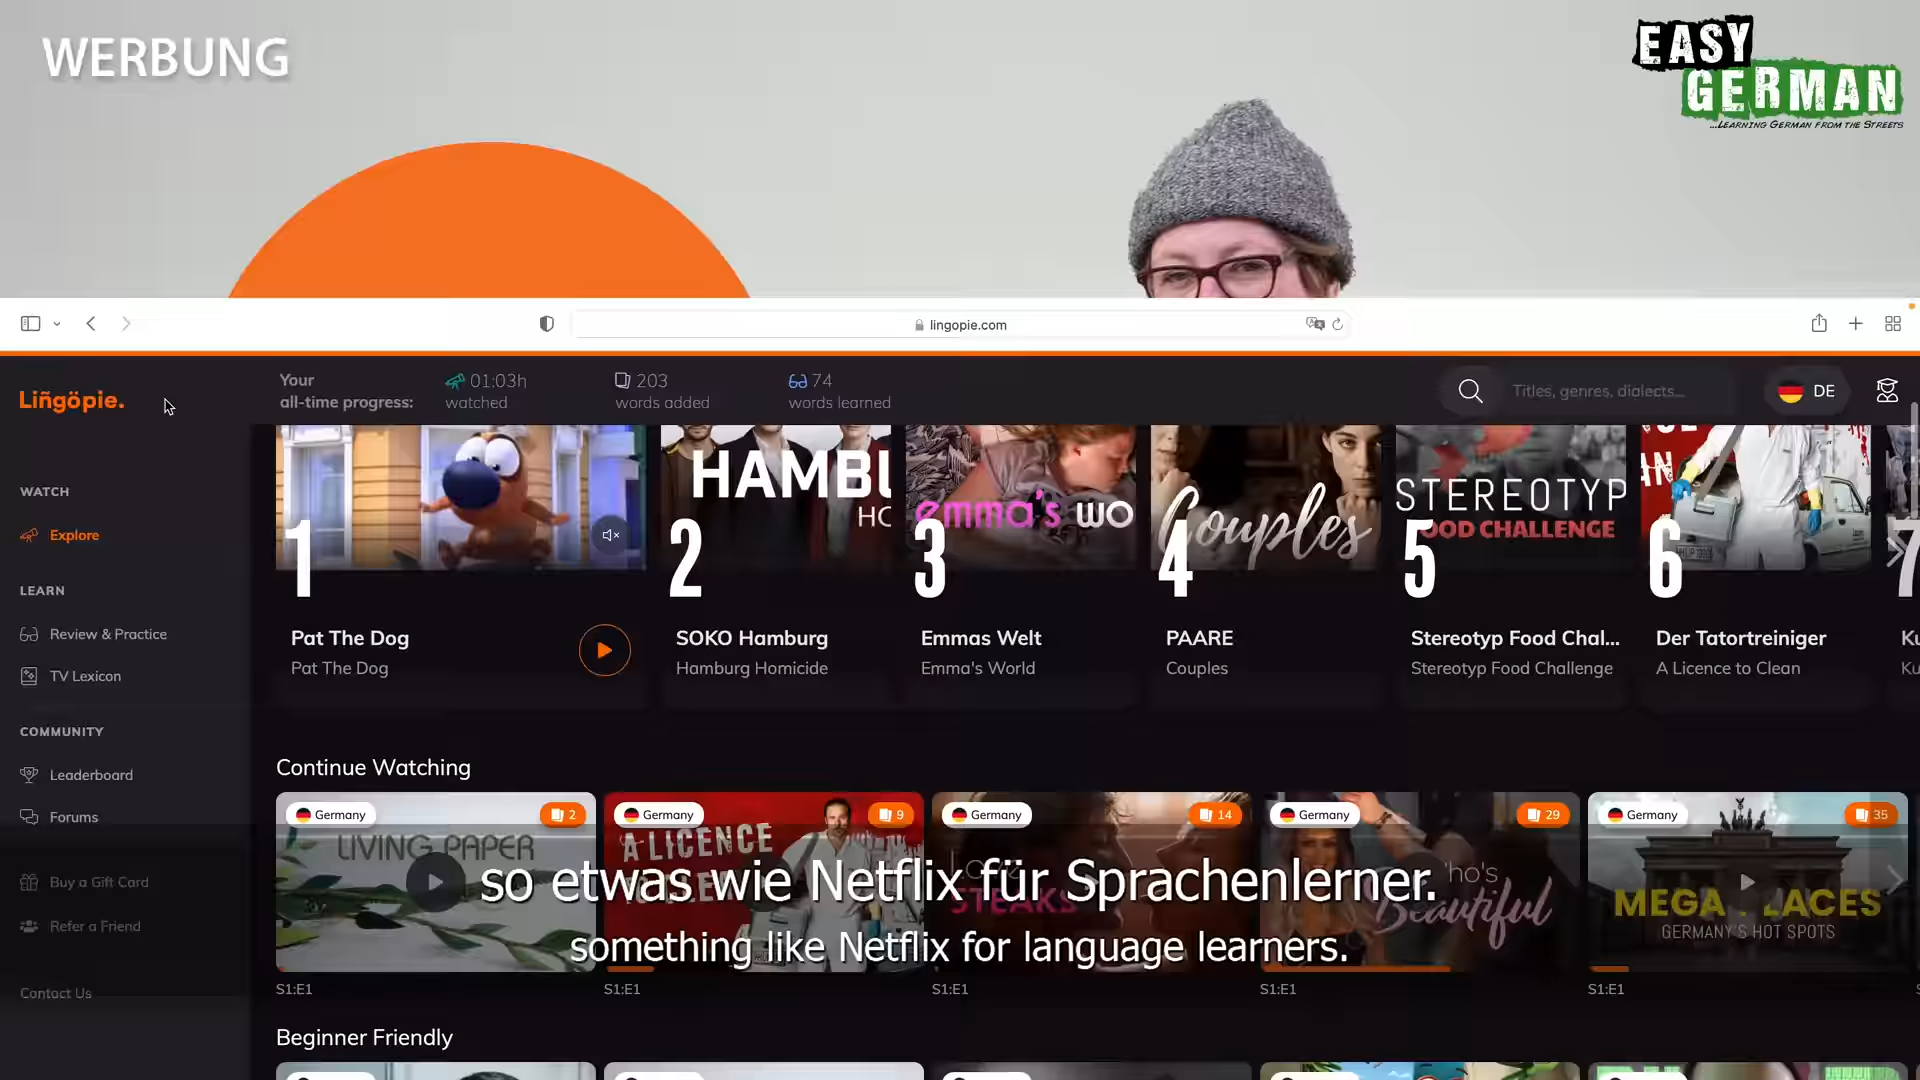 WERBUNG
EASY
GERMAN
...LEARNING GERMAN FROM THE STREETS
lingopie.com
Liñgöpie.
Your
all-time progress:
01:03h
watched
203
words added
74
words learned
Titles, genres, dialects...
DE
WATCH
Explore
LEARN
Review & Practice
TV Lexicon
COMMUNITY
Leaderboard
Forums
Buy a Gift Card
Refer a Friend
Contact Us
HAMBU
HO
emma's wo
Couples
STEREOTYP
FOOD CHALLENGE
1
2
3
4
5
6
7
Pat The Dog
Pat The Dog
SOKO Hamburg
Hamburg Homicide
Emmas Welt
Emma's World
PAARE
Couples
Stereotyp Food Chal...
Stereotyp Food Challenge
Der Tatortreiniger
A Licence to Clean
Ku
Ku
Continue Watching
Germany
2
LIVING PAPER
S1:E1
Germany
9
A LICENCE
S1:E1
Germany
14
STEAKS
S1:E1
Germany
29
Beautiful
S1:E1
Germany
35
GERMANY'S HOT SPOTS
S1:E1
so etwas wie Netflix für Sprachenlerner.
something like Netflix for language learners.
Beginner Friendly